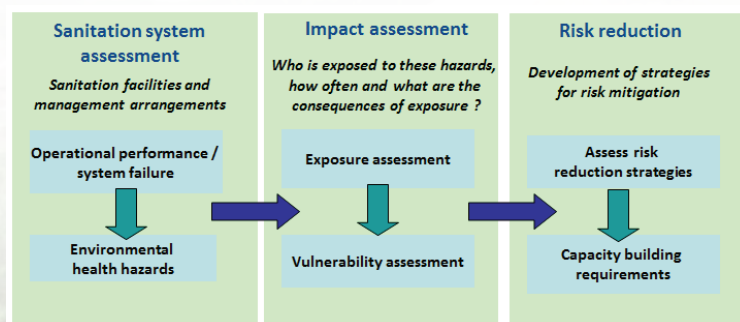 Sanitation system
assessment
Sanitation facilities and
management arrangements
Operational performance /
system failure
Environmental
health hazards
Impact assessment
Who is exposed to these hazards,
how often and what are the
consequences of exposure ?
Exposure assessment
Vulnerability assessment
Risk reduction
Development of strategies
for risk mitigation
Assess risk
reduction strategies
Capacity building
requirements